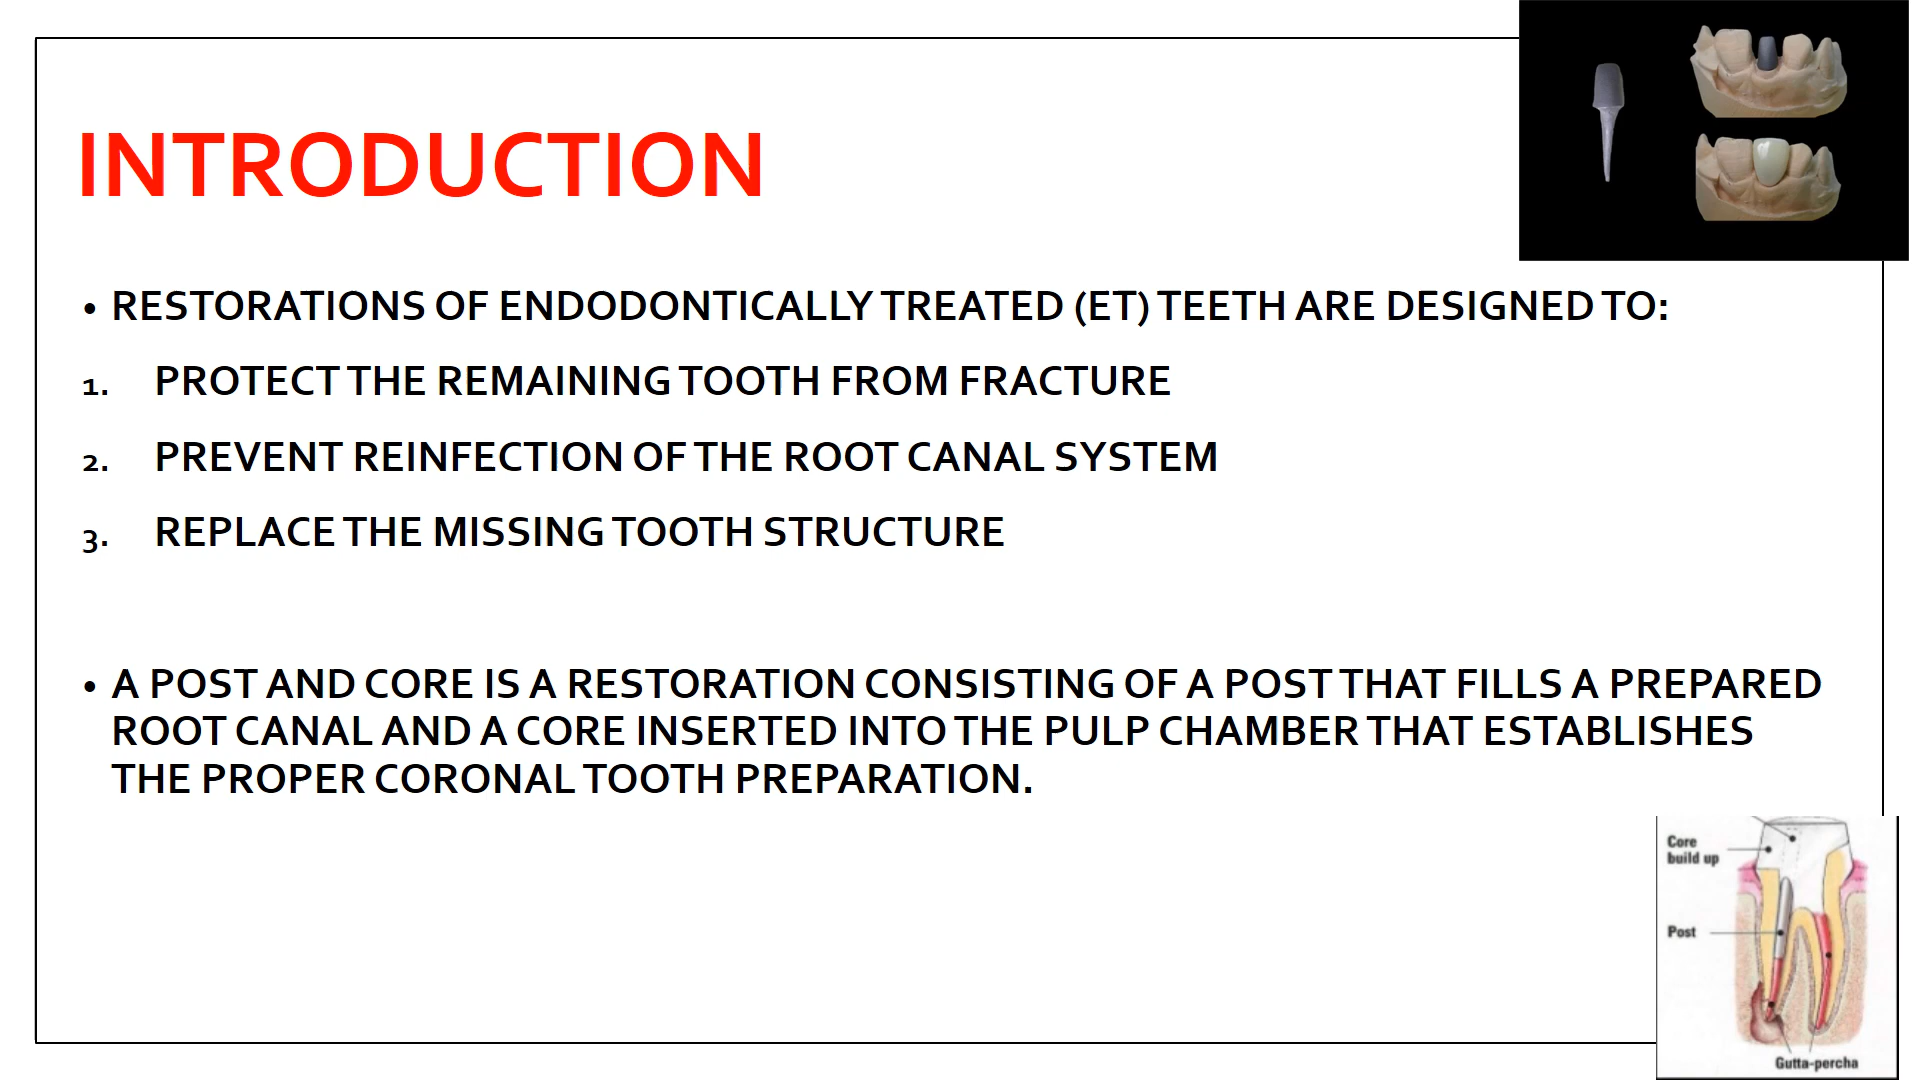 INTRODUCTION
• RESTORATIONS OF ENDODONTICALLY TREATED (ET) TEETH ARE DESIGNED TO:
1. PROTECT THE REMAINING TOOTH FROM FRACTURE
2. PREVENT REINFECTION OF THE ROOT CANAL SYSTEM
3. REPLACE THE MISSING TOOTH STRUCTURE
• A POST AND CORE IS A RESTORATION CONSISTING OF A POST THAT FILLS A PREPARED
ROOT CANAL AND A CORE INSERTED INTO THE PULP CHAMBER THAT ESTABLISHES
THE PROPER CORONAL TOOTH PREPARATION.
Core
build up
Post
Gutta-percha